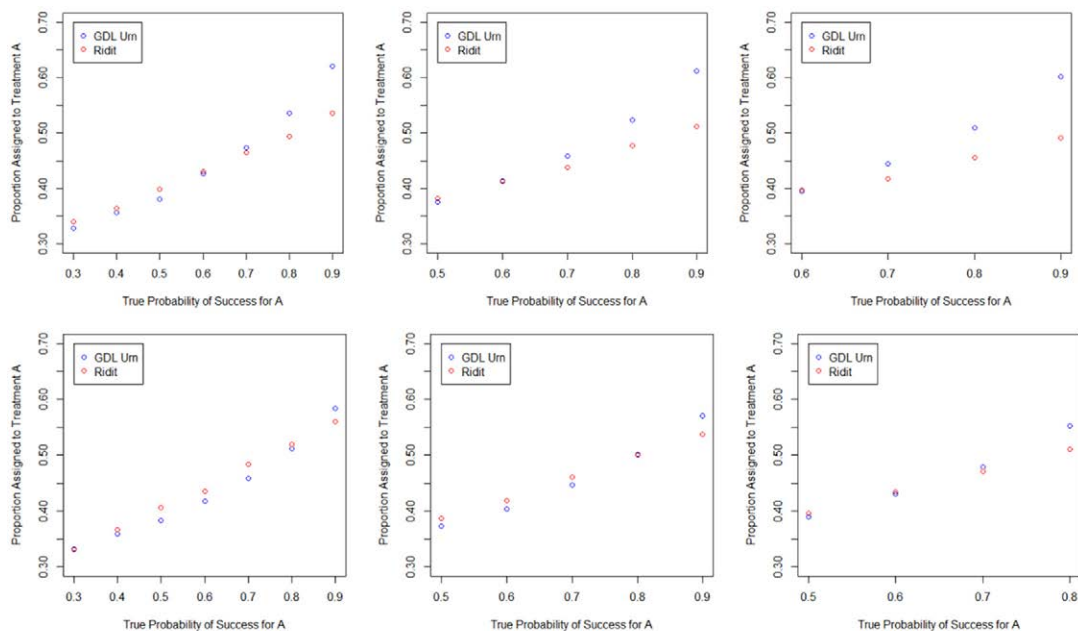 0.70
0.60
0.50
0.40
0.30
Proportion Assigned to Treatment A
GDL Urn
Ridit
0.3 0.4 0.5 0.6 0.7 0.8 0.9
True Probability of Success for A
0.70
0.60
0.50
0.40
0.30
Proportion Assigned to Treatment A
GDL Urn
Ridit
0.5 0.6 0.7 0.8 0.9
True Probability of Success for A
0.70
0.60
0.50
0.40
0.30
Proportion Assigned to Treatment A
GDL Urn
Ridit
0.6 0.7 0.8 0.9
True Probability of Success for A
0.70
0.60
0.50
0.40
0.30
Proportion Assigned to Treatment A
GDL Urn
Ridit
0.3 0.4 0.5 0.6 0.7 0.8 0.9
True Probability of Success for A
0.70
0.60
0.50
0.40
0.30
Proportion Assigned to Treatment A
GDL Urn
Ridit
0.5 0.6 0.7 0.8 0.9
True Probability of Success for A
0.70
0.60
0.50
0.40
0.30
Proportion Assigned to Treatment A
GDL Urn
Ridit
0.5 0.6 0.7 0.8
True Probability of Success for A